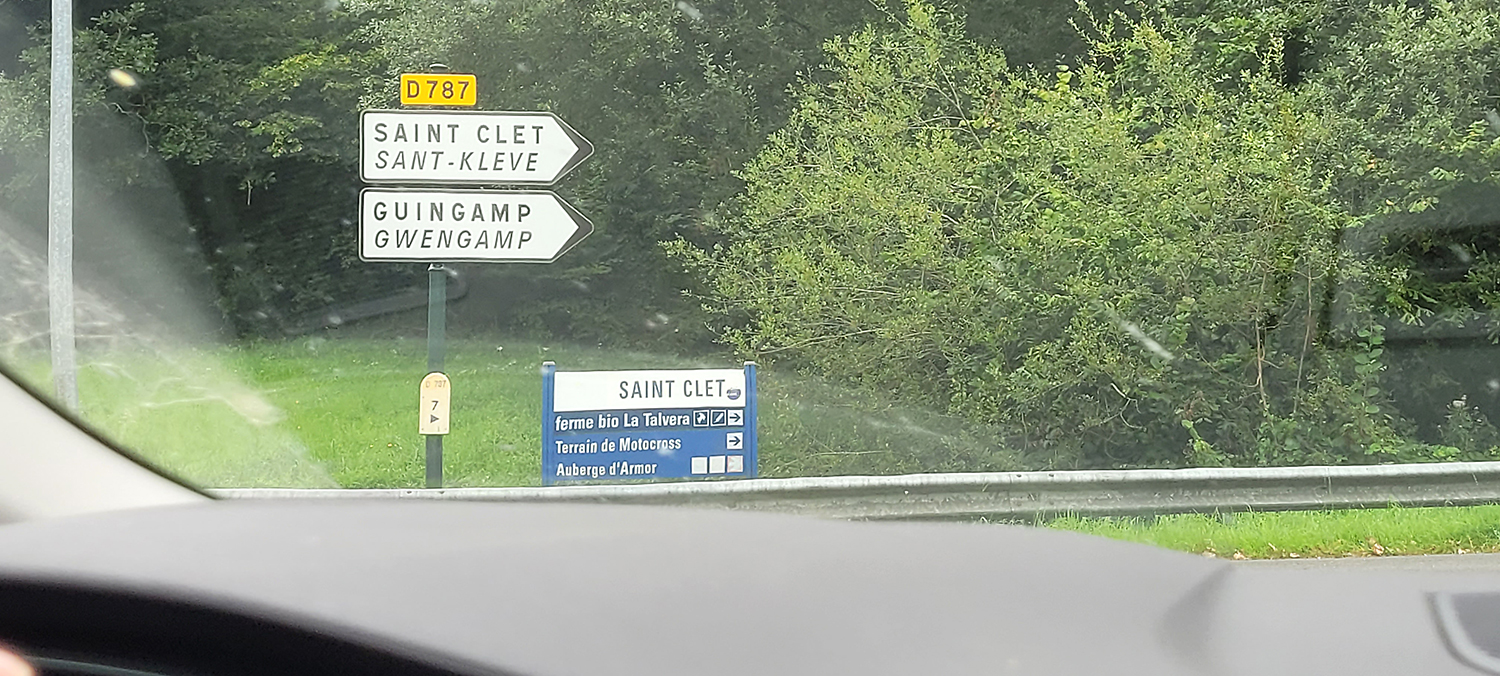 D787
SAINT CLET
SANT-KLEVE
GUINGAMP
GWENGAMP
D 787
7
SAINT CLET
ferme bio La Talvera
Terrain de Motocross
Auberge d'Armor